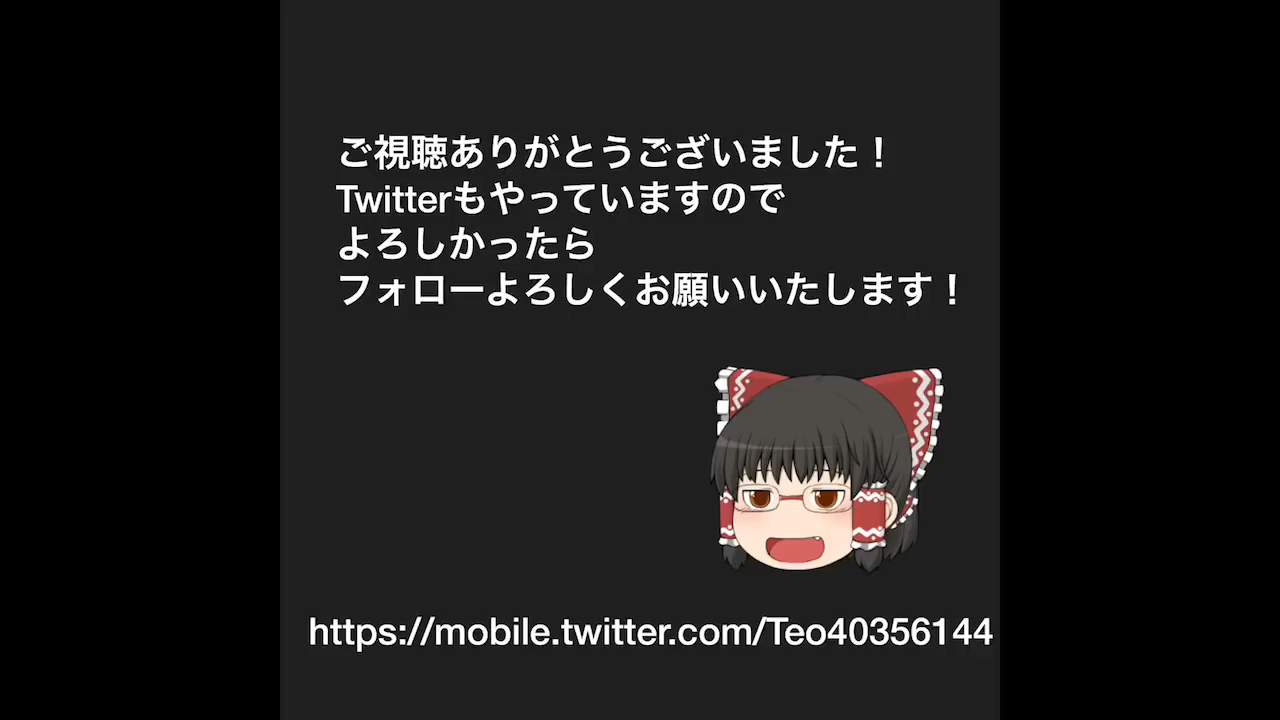 ご視聴ありがとうございました！
Twitterもやっていますので
よろしかったら
フォローよろしくお願いいたします！
https://mobile.twitter.com/Teo40356144